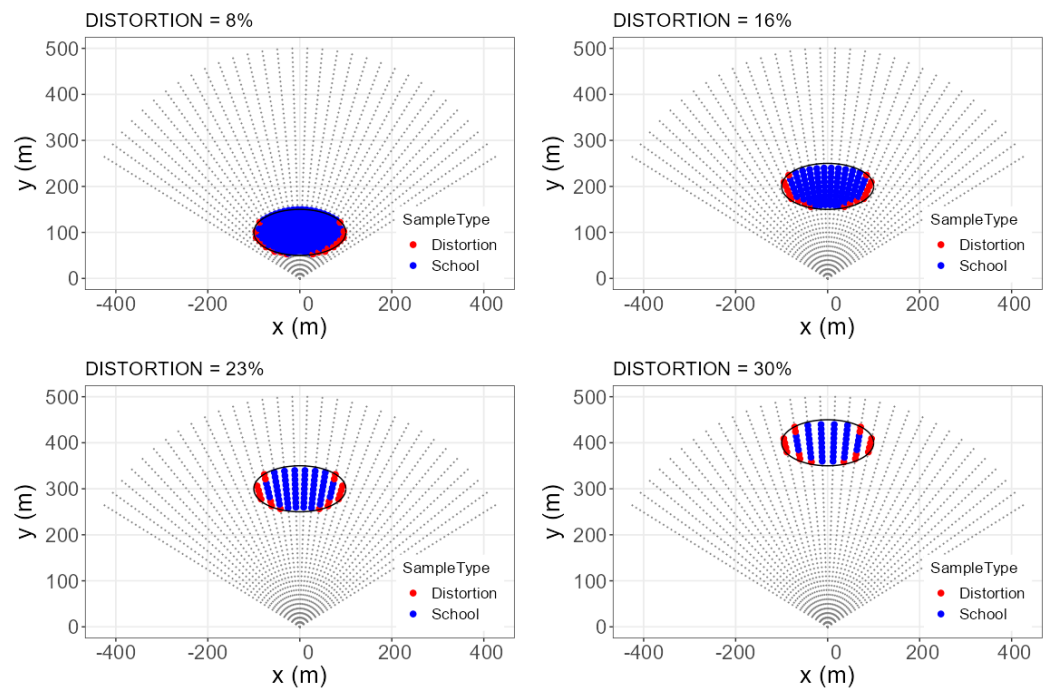 DISTORTION = 8%
500
400
300
200
100
0
y (m)
-400
-200
0
200
400
x (m)
SampleType
Distortion
School
DISTORTION = 16%
500
400
300
200
100
0
y (m)
-400
-200
0
200
400
x (m)
SampleType
Distortion
School
DISTORTION = 23%
500
400
300
200
100
0
y (m)
-400
-200
0
200
400
x (m)
SampleType
Distortion
School
DISTORTION = 30%
500
400
300
200
100
0
y (m)
-400
-200
0
200
400
x (m)
SampleType
Distortion
School